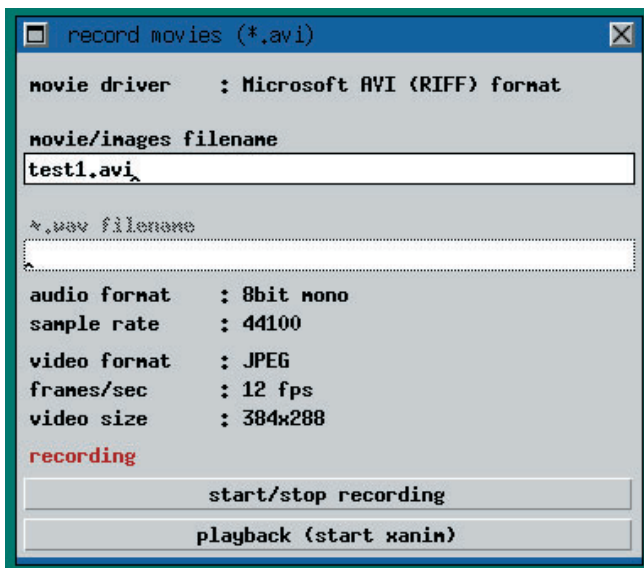 record movies (*.avi)
movie driver : Microsoft AVI (RIFF) format
movie/images filename
test1.avi
*.wav filename
audio format : 8bit mono
sample rate : 44100
video format : JPEG
frames/sec : 12 fps
video size : 384x288
recording
start/stop recording
playback (start xanim)